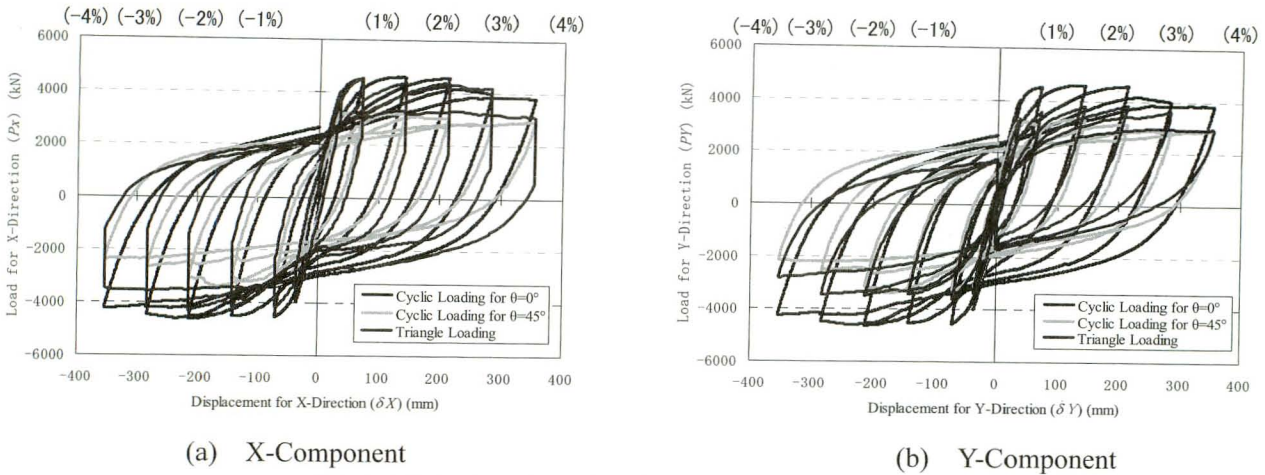 (-4%) (-3%) (-2%) (-1%) (1%) (2%) (3%) (4%)
6000
4000
2000
0
-2000
-4000
-6000
Load for X-Direction (Px) (kN)
Cyclic Loading for θ=0°
Cyclic Loading for θ=45°
Triangle Loading
-400 -300 -200 -100 0 100 200 300 400
Displacement for X-Direction (δX) (mm)
(a) X-Component
(-4%) (-3%) (-2%) (-1%) (1%) (2%) (3%) (4%)
6000
4000
2000
0
-2000
-4000
-6000
Load for Y-Direction (PY) (kN)
Cyclic Loading for θ=0°
Cyclic Loading for θ=45°
Triangle Loading
-400 -300 -200 -100 0 100 200 300 400
Displacement for Y-Direction (δY) (mm)
(b) Y-Component